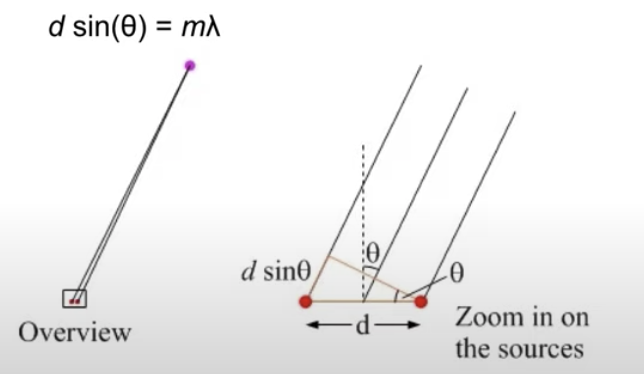 d sin(θ) = mλ
θ
d sinθ
θ
d
Overview
Zoom in on
the sources